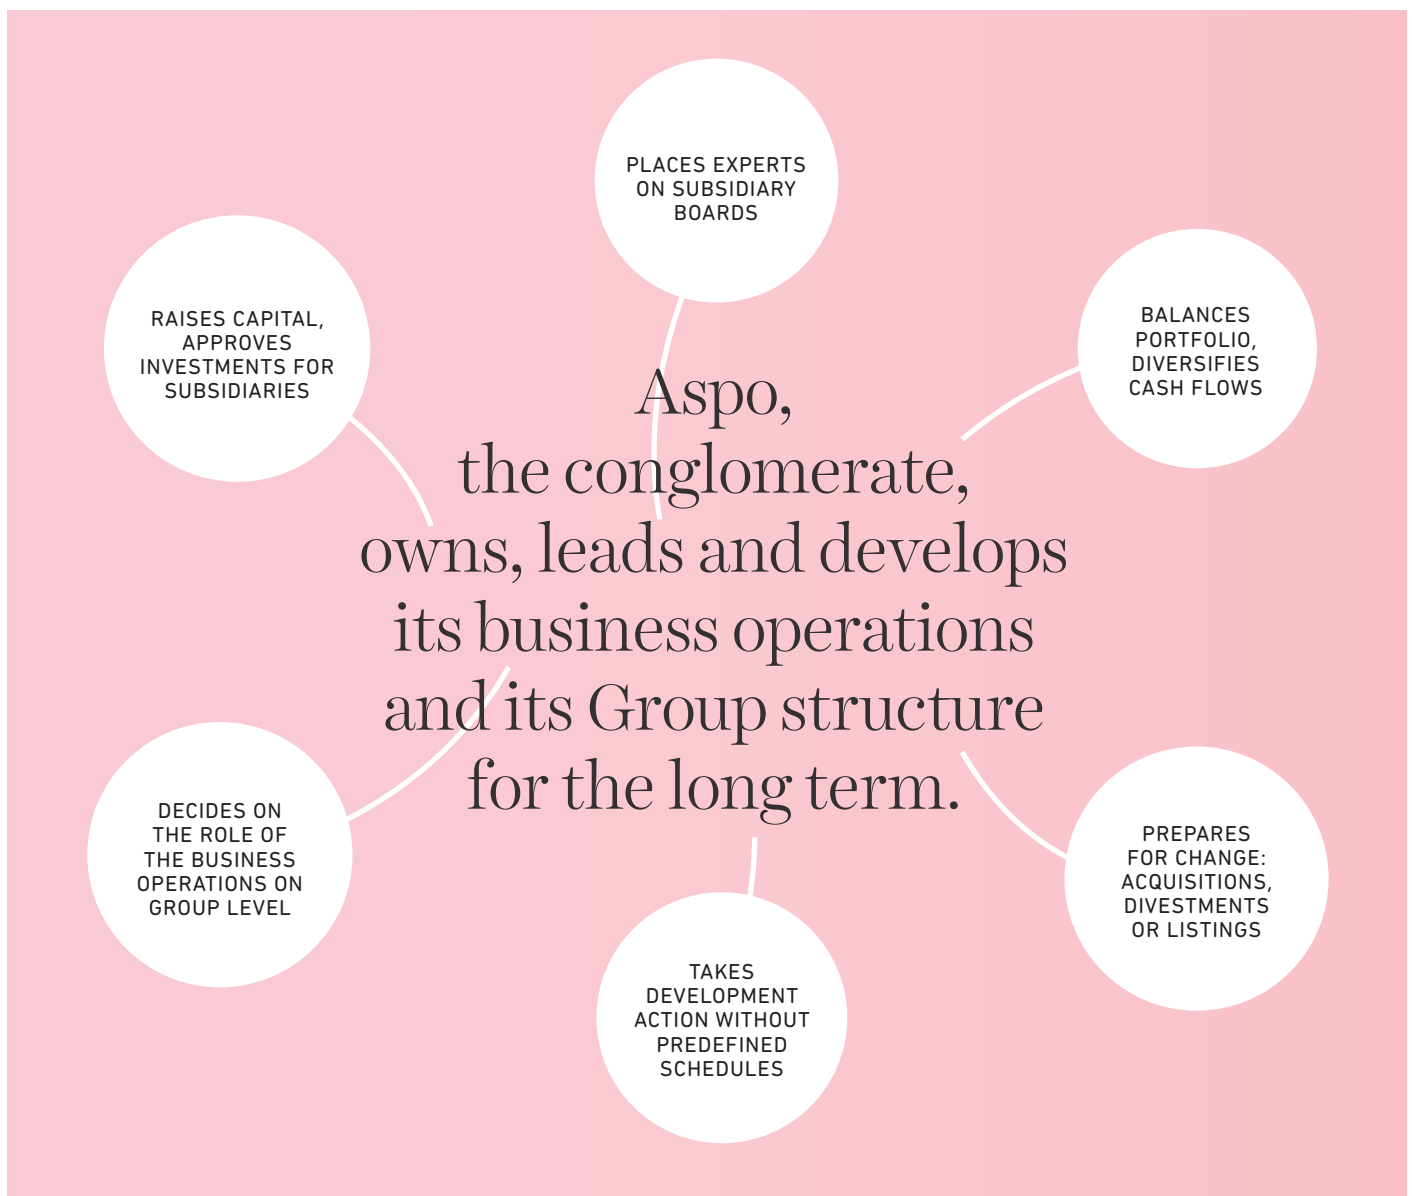 PLACES EXPERTS
ON SUBSIDIARY
BOARDS
RAISES CAPITAL,
APPROVES
INVESTMENTS FOR
SUBSIDIARIES
BALANCES
PORTFOLIO,
DIVERSIFIES
CASH FLOWS
Aspo,
the conglomerate,
owns, leads and develops
its business operations
and its Group structure
for the long term.
DECIDES ON
THE ROLE OF
THE BUSINESS
OPERATIONS ON
GROUP LEVEL
TAKES
DEVELOPMENT
ACTION WITHOUT
PREDEFINED
SCHEDULES
PREPARES
FOR CHANGE:
ACQUISITIONS,
DIVESTMENTS
OR LISTINGS